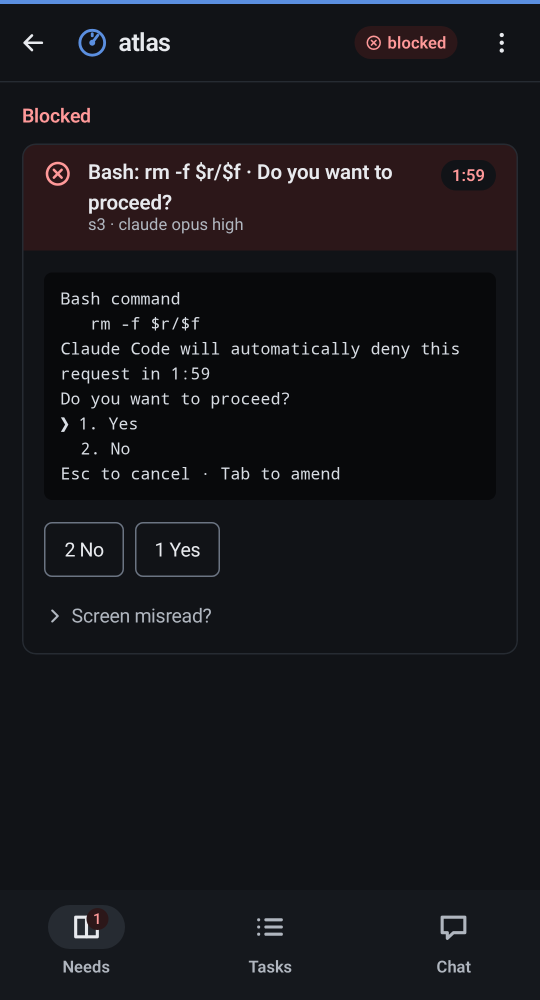 atlas
blocked
Blocked
Bash: rm -f $r/$f · Do you want to
proceed?
1:59
s3 · claude opus high
Bash command
rm -f $r/$f
Claude Code will automatically deny this
request in 1:59
Do you want to proceed?
❯ 1. Yes
2. No
Esc to cancel · Tab to amend
2 No
1 Yes
Screen misread?
1
Needs
Tasks
Chat